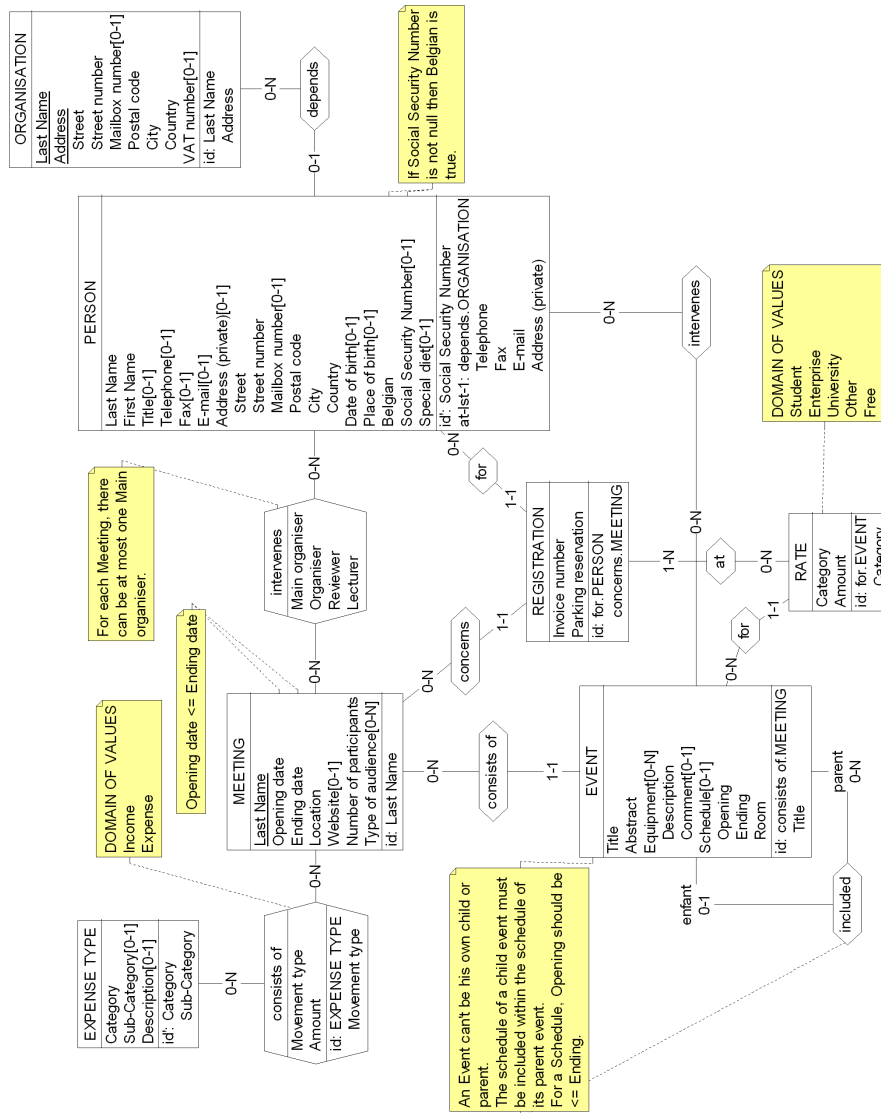 EXPENSE TYPE
Category
Sub-Category[0-1]
Description[0-1]
id': Category
Sub-Category
0-N
consists of
Movement type
Amount
id: EXPENSE TYPE
Movement type
DOMAIN OF VALUES
Income
Expense
0-N
Opening date <= Ending date
MEETING
Last Name
Opening date
Ending date
Location
Website[0-1]
Number of participants
Type of audience[0-N]
id: Last Name
0-N
For each Meeting, there
can be at most one Main
organiser.
intervenes
Main organiser
Organiser
Reviewer
Lecturer
0-N
PERSON
Last Name
First Name
Title[0-1]
Telephone[0-1]
Fax[0-1]
E-mail[0-1]
Address (private)[0-1]
Street
Street number
Mailbox number[0-1]
Postal code
City
Country
Date of birth[0-1]
Place of birth[0-1]
Belgian
Social Security Number[0-1]
Special diet[0-1]
id': Social Security Number
at-lst-1: depends.ORGANISATION
Telephone
Fax
E-mail
Address (private)
0-1
depends
0-N
ORGANISATION
Last Name
Address
Street
Street number
Mailbox number[0-1]
Postal code
City
Country
VAT number[0-1]
id: Last Name
Address
If Social Security Number
is not null then Belgian is
true.
0-N
for
1-1
0-N
concerns
1-1
REGISTRATION
Invoice number
Parking reservation
id: for.PERSON
concerns.MEETING
0-N
consists of
1-1
1-N
at
0-N
0-N
intervenes
0-N
An Event can't be his own child or
parent.
The schedule of a child event must
be included within the schedule of
its parent event.
For a Schedule, Opening should be
<= Ending.
EVENT
Title
Abstract
Equipment[0-N]
Description
Comment[0-1]
Schedule[0-1]
Opening
Ending
Room
id: consists of.MEETING
Title
0-N
for
1-1
RATE
Category
Amount
id: for.EVENT
Category
DOMAIN OF VALUES
Student
Enterprise
University
Other
Free
enfant
0-1
included
parent
0-N